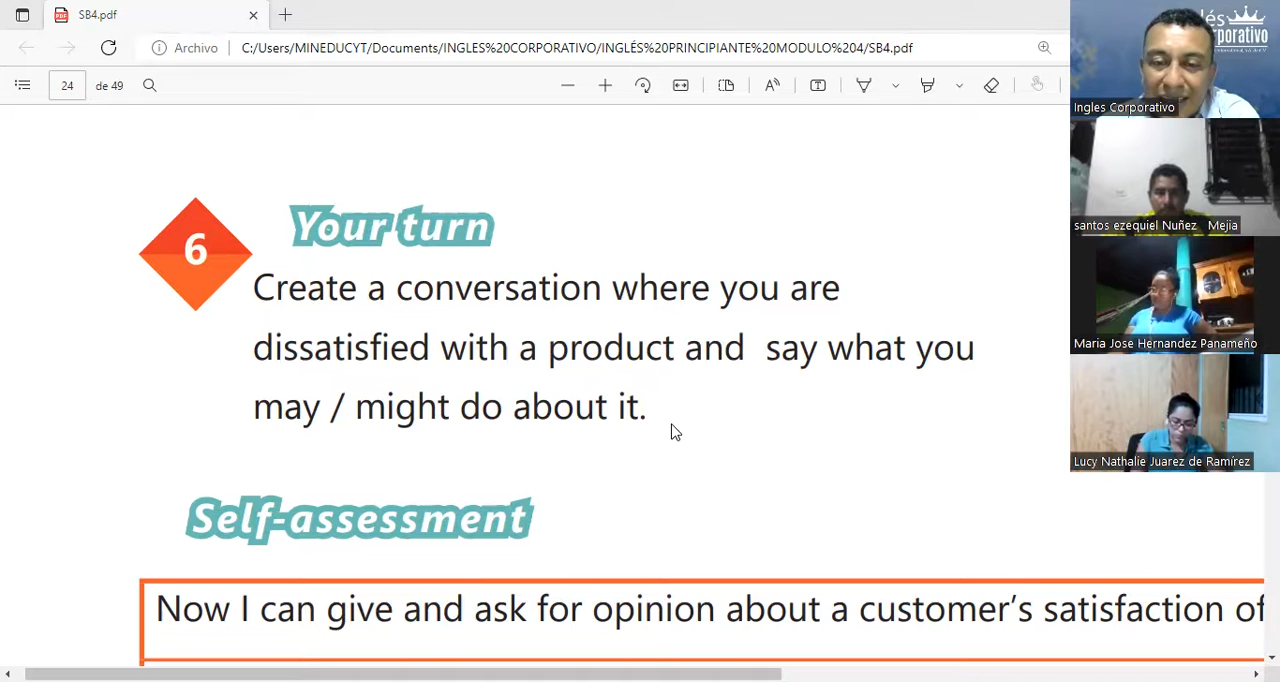 SB4.pdf
Archivo
C:/Users/MINEDUCYT/Documents/INGLES%20CORPORATIVO/INGLÉS%20PRINCIPIANTE%20MODULO%204/SB4.pdf
24 de 49
6
Your turn
Create a conversation where you are
dissatisfied with a product and say what you
may / might do about it.
Self-assessment
Now I can give and ask for opinion about a customer's satisfaction of
Ingles Corporativo
santos ezequiel Nuñez Mejia
Maria Jose Hernandez Panameño
Lucy Nathalie Juarez de Ramírez